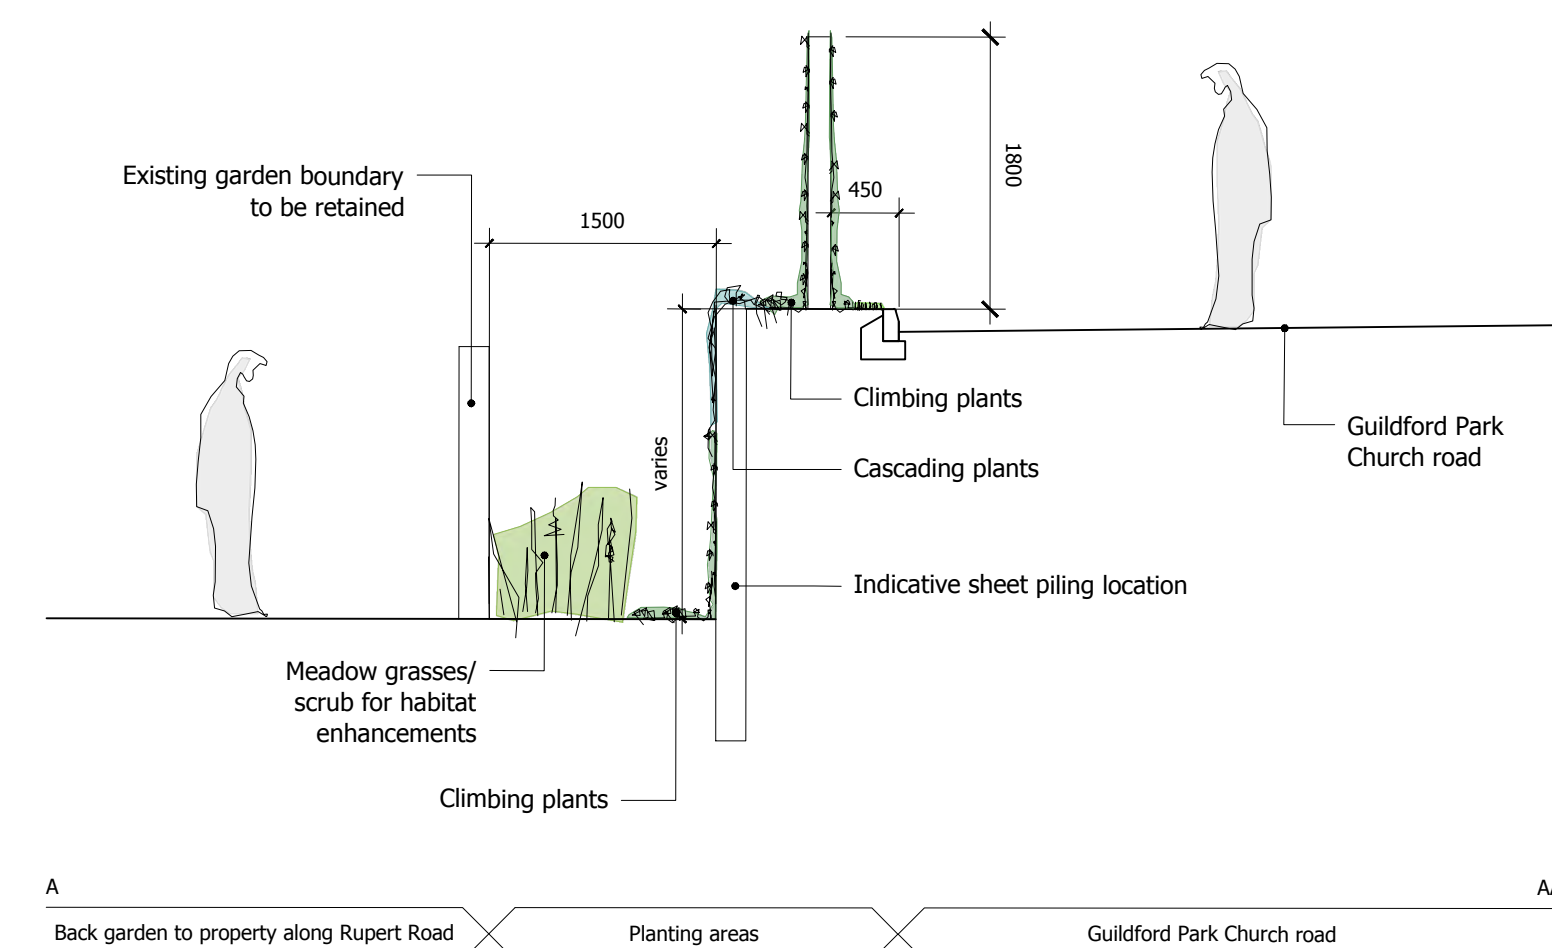 1800
450
Existing garden boundary
to be retained
1500
Climbing plants
Guildford Park
Church road
varies
Cascading plants
Indicative sheet piling location
Meadow grasses/
scrub for habitat
enhancements
Climbing plants
A
Back garden to property along Rupert Road
Planting areas
Guildford Park Church road